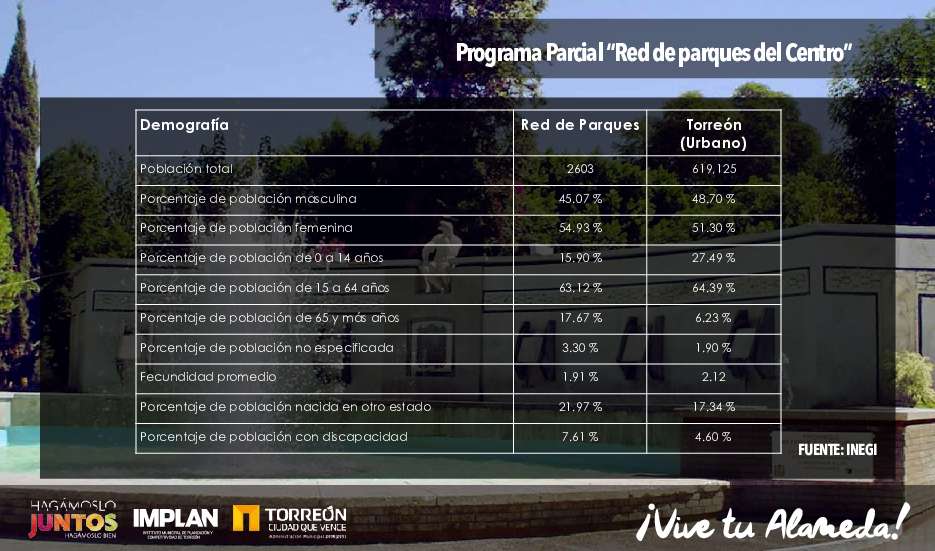 Programa Parcial “Red de parques del Centro”
Demografía Red de Parques Torreón
(Urbano)
Población total 2603 619,125
Porcentaje de población masculina 45.07 % 48.70 %
Porcentaje de población femenina 54.93 % 51.30 %
Porcentaje de población de 0 a 14 años 15.90 % 27.49 %
Porcentaje de población de 15 a 64 años 63.12 % 64.39 %
Porcentaje de población de 65 y más años 17.67 % 6.23 %
Porcentaje de población no especificada 3.30 % 1.90 %
Fecundidad promedio 1.91 % 2.12
Porcentaje de población nacida en otro estado 21.97 % 17.34 %
Porcentaje de población con discapacidad 7.61 % 4.60 %
FUENTE: INEGI
HAGÁMOSLO
JUNTOS
HAGÁMOSLO BIEN
IMPLAN
INSTITUTO MUNICIPAL DE PLANEACIÓN Y
COMPETITIVIDAD DE TORREÓN
TORREÓN
CIUDAD QUE VENCE
Administración Municipal
¡Vive tu Alameda!